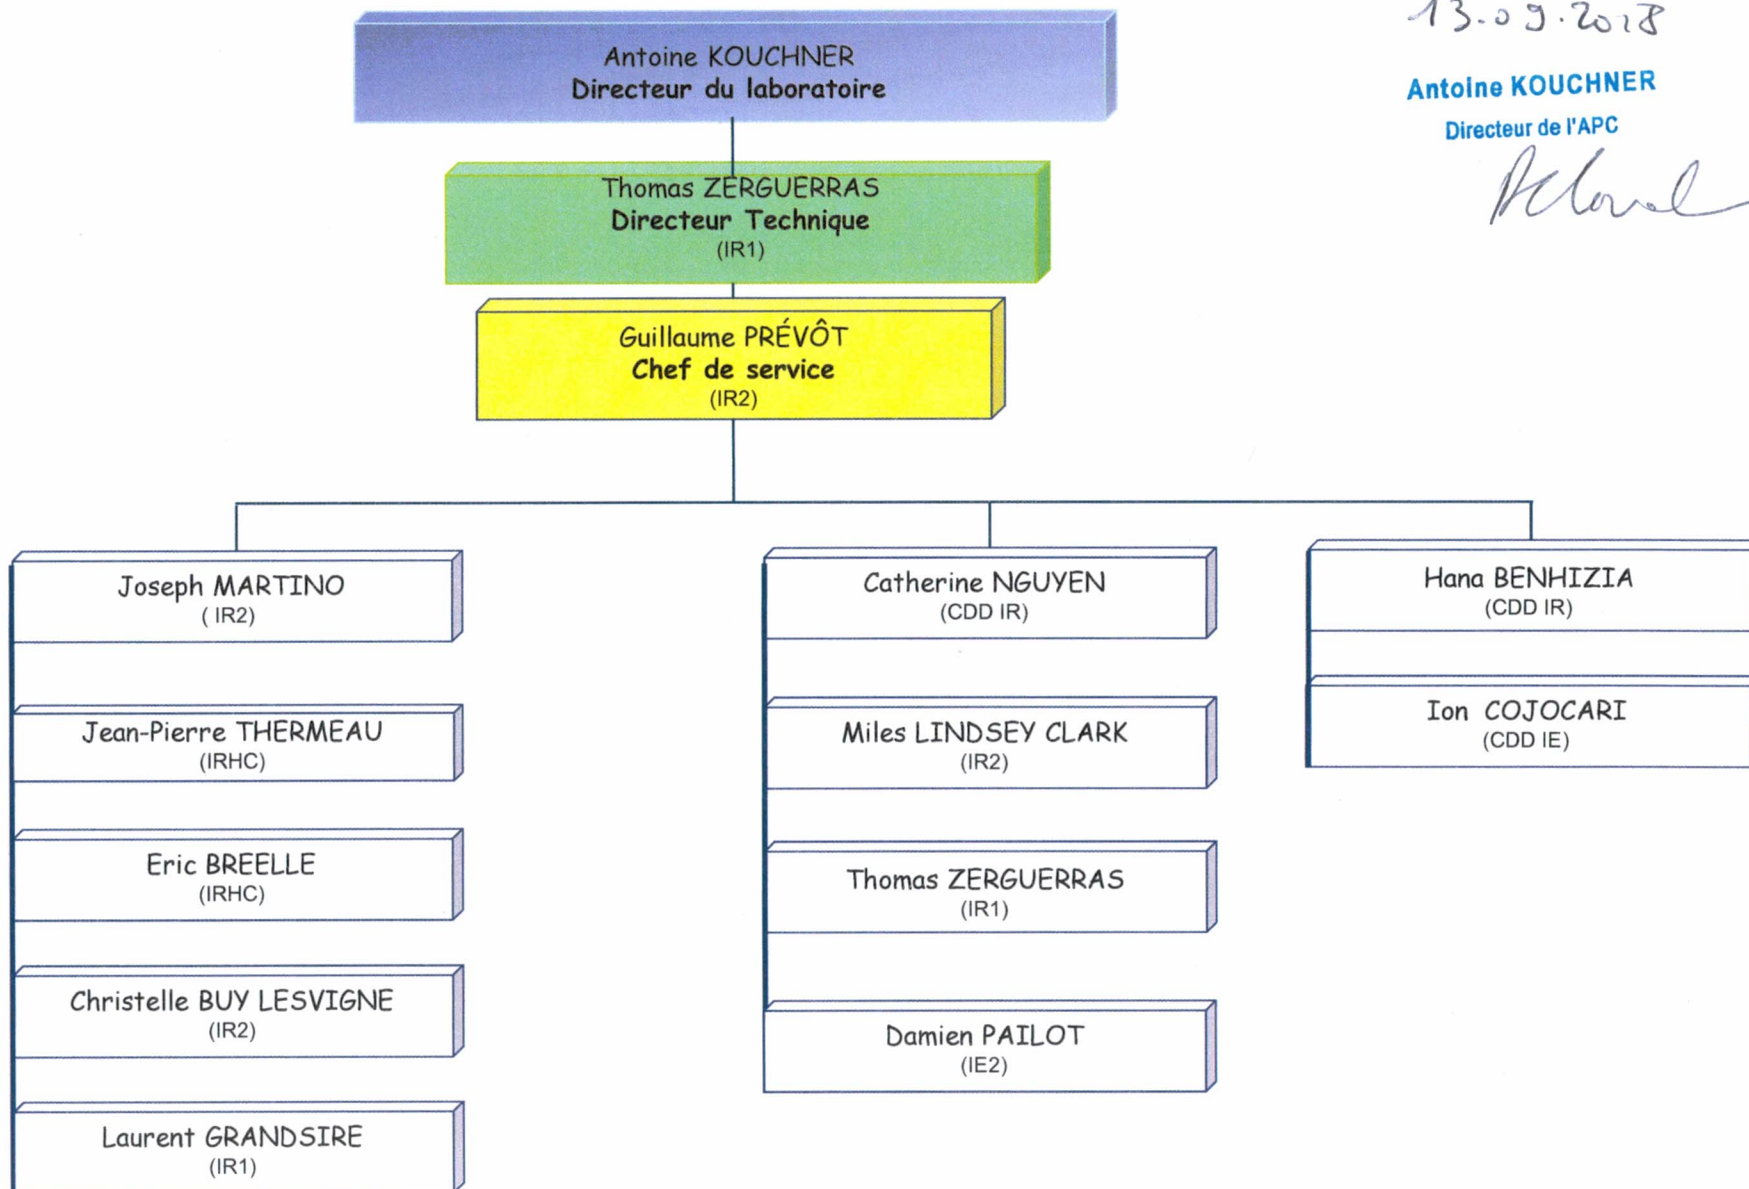 13.09.2018
Antoine KOUCHNER
Directeur de l'APC
Antoine KOUCHNER
Directeur du laboratoire
Thomas ZERGUERRAS
Directeur Technique
(IR1)
Guillaume PRÉVÔT
Chef de service
(IR2)
Joseph MARTINO
( IR2)
Jean-Pierre THERMEAU
(IRHC)
Eric BREELLE
(IRHC)
Christelle BUY LESVIGNE
(IR2)
Laurent GRANDSIRE
(IR1)
Catherine NGUYEN
(CDD IR)
Miles LINDSEY CLARK
(IR2)
Thomas ZERGUERRAS
(IR1)
Damien PAILOT
(IE2)
Hana BENHIZIA
(CDD IR)
Ion COJOCARI
(CDD IE)